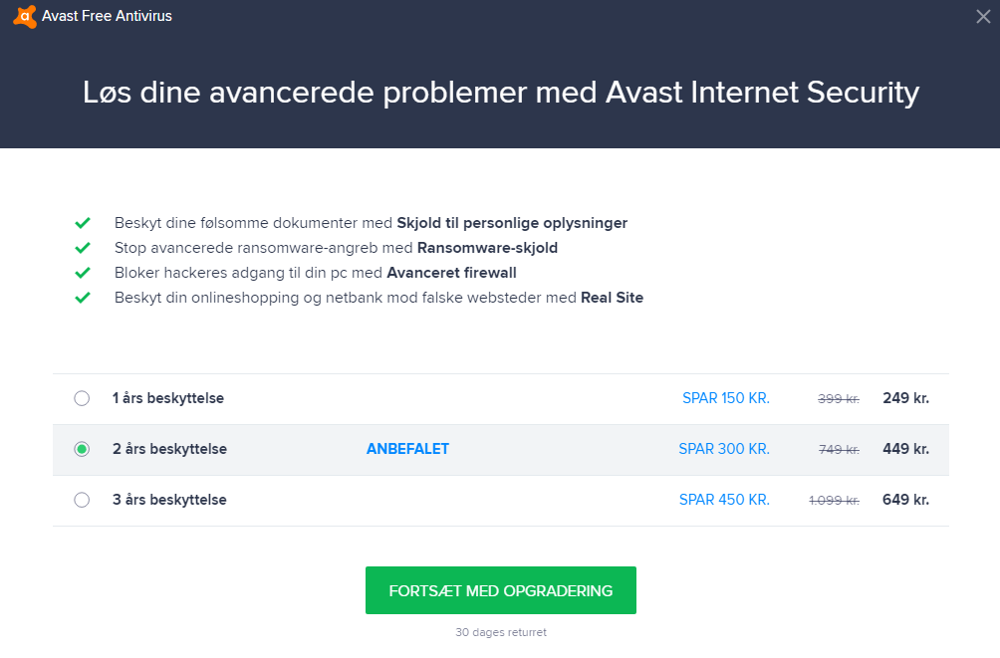 Avast Free Antivirus
Løs dine avancerede problemer med Avast Internet Security
Beskyt dine følsomme dokumenter med Skjold til personlige oplysninger
Stop avancerede ransomware-angreb med Ransomware-skjold
Bloker hackeres adgang til din pc med Avanceret firewall
Beskyt din onlineshopping og netbank mod falske websteder med Real Site
1 års beskyttelse SPAR 150 KR. 399 kr. 249 kr.
2 års beskyttelse ANBEFALET SPAR 300 KR. 749 kr. 449 kr.
3 års beskyttelse SPAR 450 KR. 1.099 kr. 649 kr.
FORTSÆT MED OPGRADERING
30 dages returret